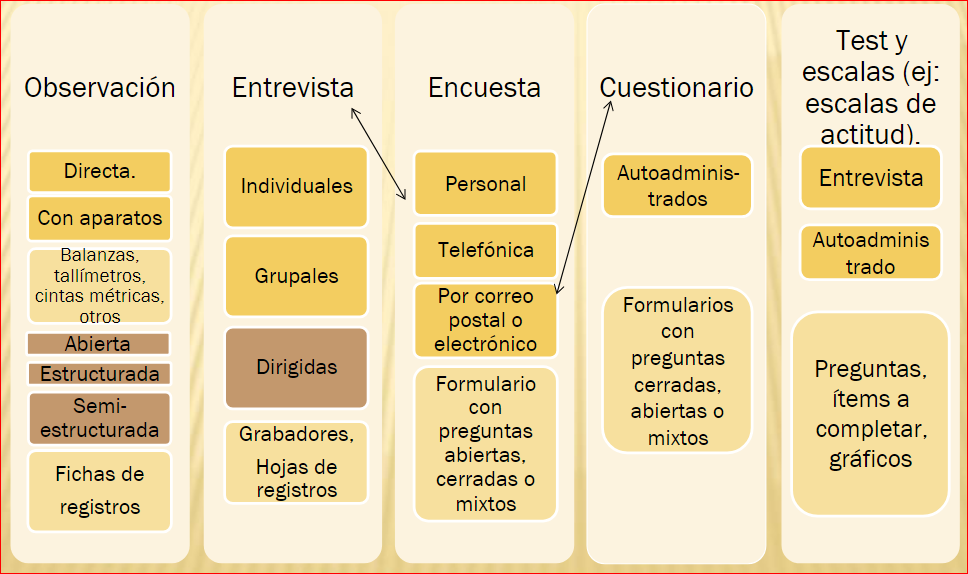 Observación
Directa.
Con aparatos
Balanzas,
tallímetros,
cintas métricas,
otros
Abierta
Estructurada
Semi-
estructurada
Fichas de
registros
Entrevista
Individuales
Grupales
Dirigidas
Grabadores,
Hojas de
registros
Encuesta
Personal
Telefónica
Por correo
postal o
electrónico
Formulario
con
preguntas
abiertas,
cerradas o
mixtos
Cuestionario
Autoadminis-
trados
Formularios
con
preguntas
cerradas,
abiertas o
mixtos
Test y
escalas (ej:
escalas de
actitud).
Entrevista
Autoadminis
trado
Preguntas,
ítems a
completar,
gráficos